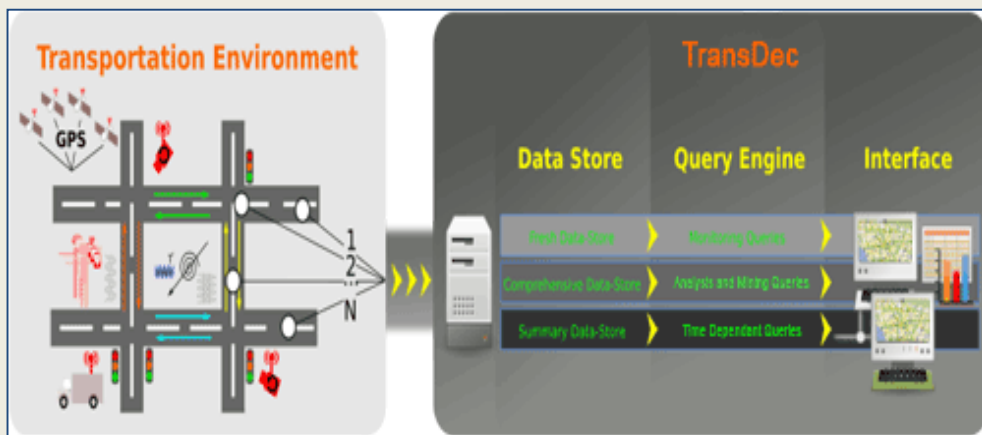 Transportation Environment
GPS
1
2
...
N
TransDec
Data Store
Query Engine
Interface
Fresh Data-Store
Monitoring Queries
Comprehensive Data-Store
Analysis and Mining Queries
Summary Data-Store
Time Dependant Queries